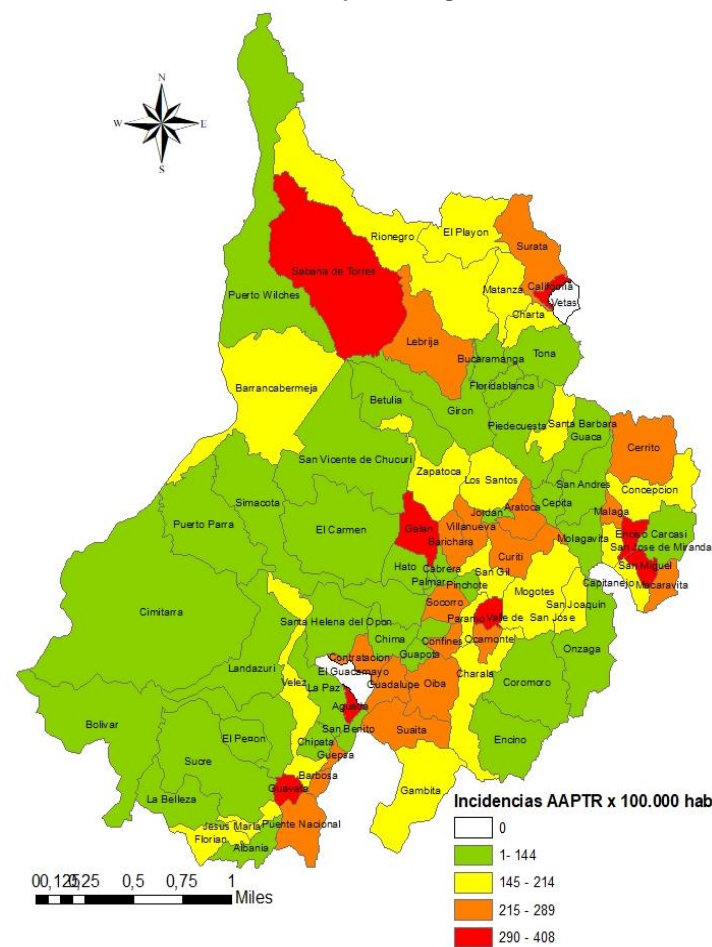 N
W
E
S
Rionegro
El Playon
Surata
Sabana de Torres
California
Puerto Wilches
Matanza
Vetas
Charta
Lebrija
Bucaramanga
Tona
Barrancabermeja
Floridablanca
Betulia
Giron
Piedecuesta
Santa Barbara
Guaca
Cerrito
San Vicente de Chucuri
Zapatoca
Los Santos
Concepcion
Simacota
San Andres
Puerto Parra
Galan
Aratoca
Cepita
Malaga
El Carmen
Villanueva
Jordan
Enciso
Carcasi
Barichara
Curiti
Molagavita
San Jose de Miranda
Hato
Cabrera
San Gil
San Miguel
Palmar
Pinchote
Mogotes
Capitanejo
Macaravita
Cimitarra
Socorro
San Joaquin
Santa Helena del Opon
Paramo
Valle de San Jose
Chima
Confines
Ocamonte
Onzaga
Contratacion
Guapota
Landazuri
El Guacamayo
Charala
Velez
La Paz
Guadalupe
Oiba
Coromoro
Aguada
Bolivar
San Benito
Suaita
El Peñon
Chipata
Encino
Sucre
Guepsa
Barbosa
Guavata
Gambita
La Belleza
Jesus Maria
Puente Nacional
Florian
Albania
Incidencias AAPTR x 100.000 hab
0
1- 144
145 - 214
215 - 289
290 - 408
0,5
0,75
1
Miles